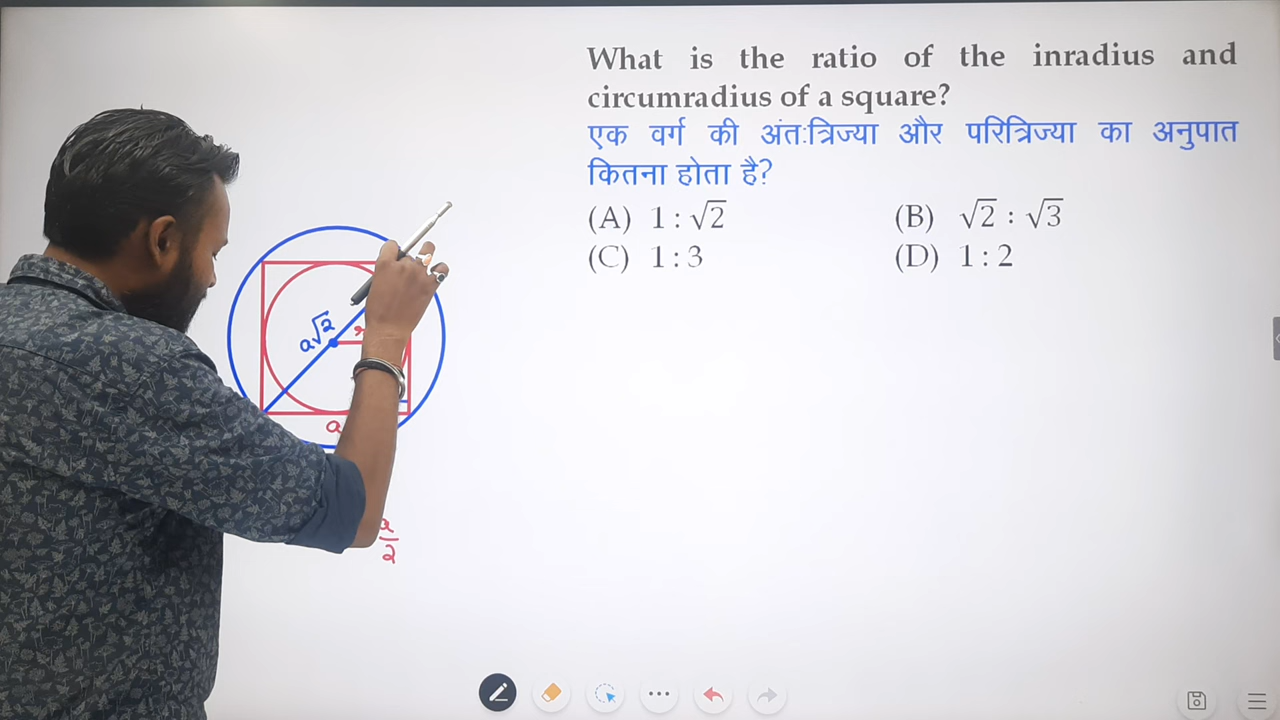 What is the ratio of the inradius and
circumradius of a square?
एक वर्ग की अंतःत्रिज्या और परित्रिज्या का अनुपात
कितना होता है?
(A) 1 : √2 (B) √2 : √3
(C) 1 : 3 (D) 1 : 2
a√2
r
a
a
2